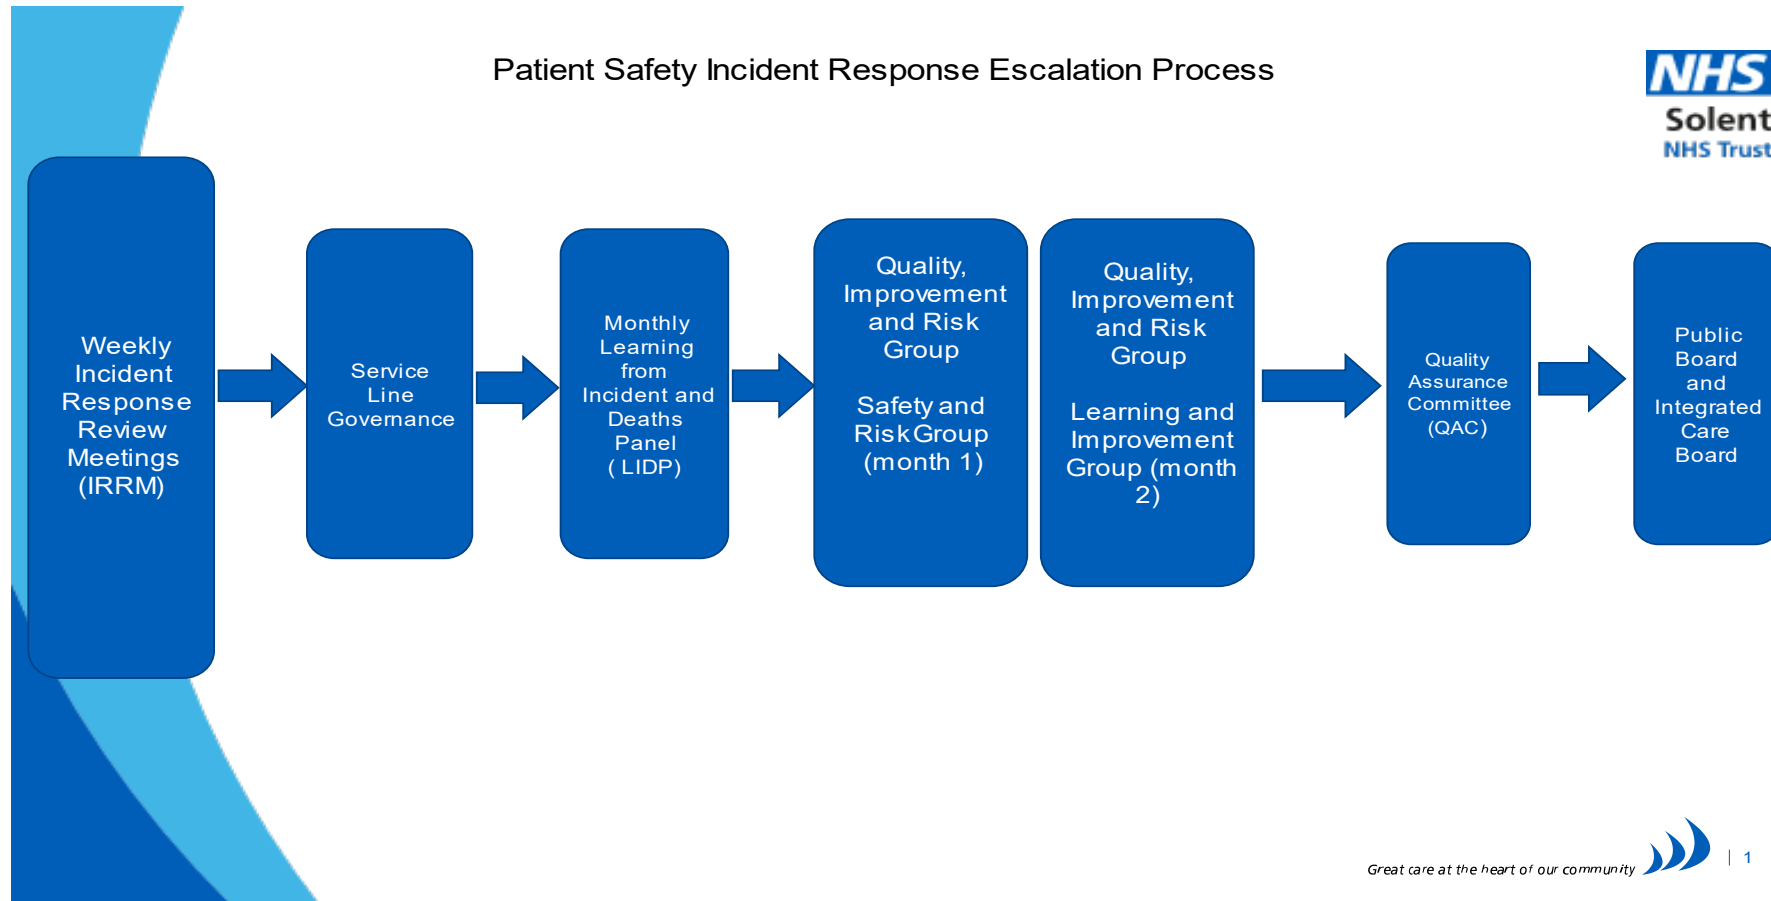 Patient Safety Incident Response Escalation Process
NHS
Solent
NHS Trust
Weekly
Incident
Response
Review
Meetings
(IRRM)
Service
Line
Governance
Monthly
Learning
from
Incident and
Deaths
Panel
( LIDP)
Quality,
Improvement
and Risk
Group
Safety and
Risk Group
(month 1)
Quality,
Improvement
and Risk
Group
Learning and
Improvement
Group (month
2)
Quality
Assurance
Committee
(QAC)
Public
Board
and
Integrated
Care
Board
Great care at the heart of our community
| 1